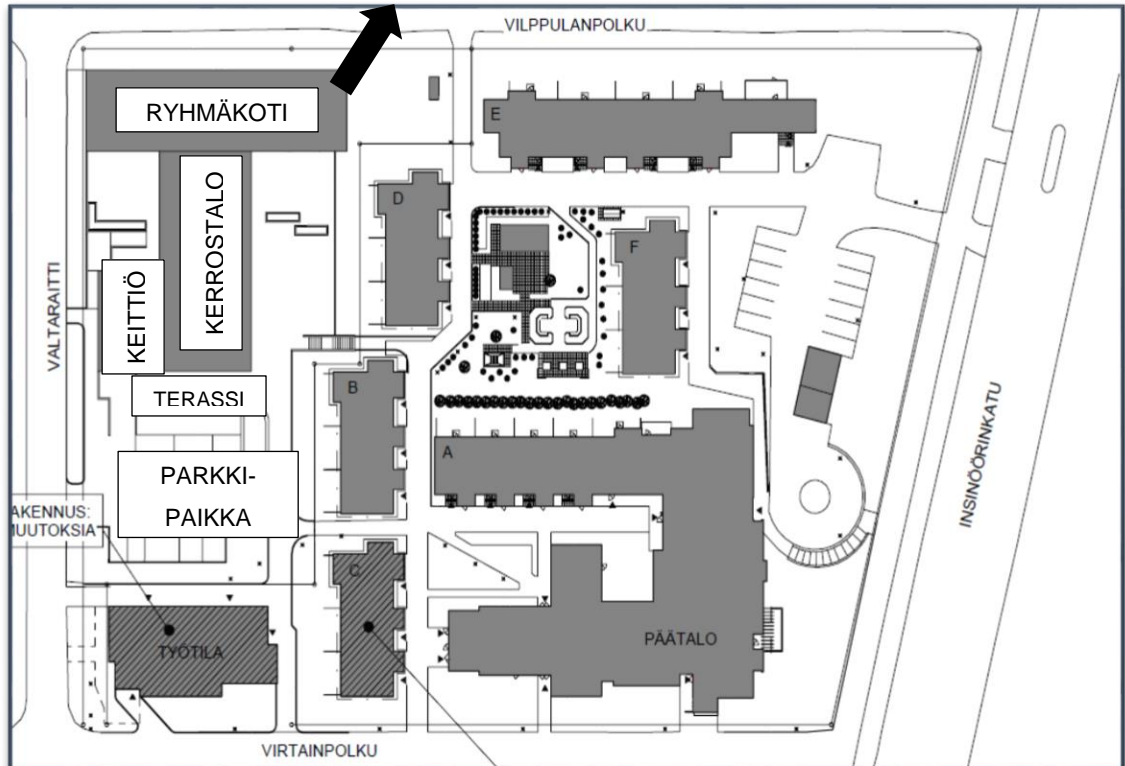 VILPPULANPOLKU
RYHMÄKOTI
E
D
KERROSTALO
F
KEITTIÖ
VALTARAITTI
B
TERASSI
INSINÖÖRINKATU
A
PARKKI-
PAIKKA
AKENNUS:
MUUTOKSIA
C
TYÖTILA
PÄÄTALO
VIRTAINPOLKU